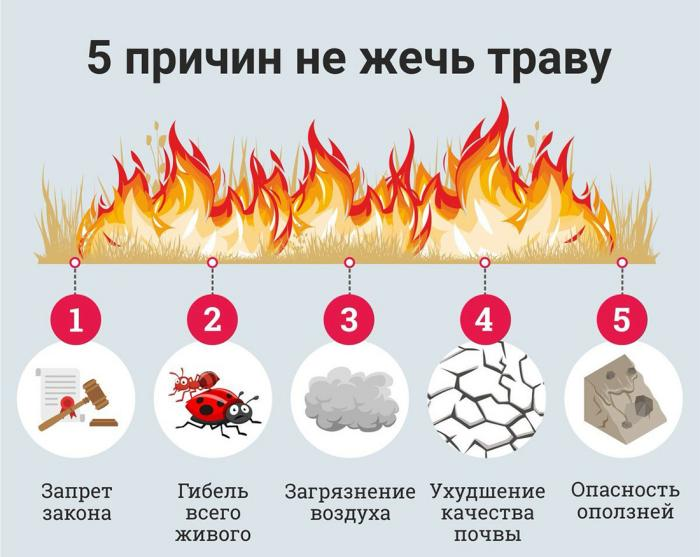 5 причин не жечь траву
1
2
3
4
5
Запрет
закона
Гибель
всего
живого
Загрязнение
воздуха
Ухудшение
качества
почвы
Опасность
оползней